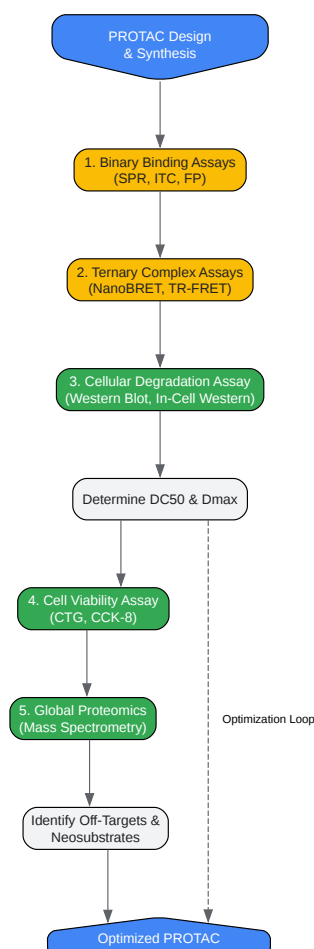 PROTAC Design
& Synthesis
1. Binary Binding Assays
(SPR, ITC, FP)
2. Ternary Complex Assays
(NanoBRET, TR-FRET)
3. Cellular Degradation Assay
(Western Blot, In-Cell Western)
Determine DC50 & Dmax
4. Cell Viability Assay
(CTG, CCK-8)
5. Global Proteomics
(Mass Spectrometry)
Optimization Loop
Identify Off-Targets &
Neosubstrates
Optimized PROTAC